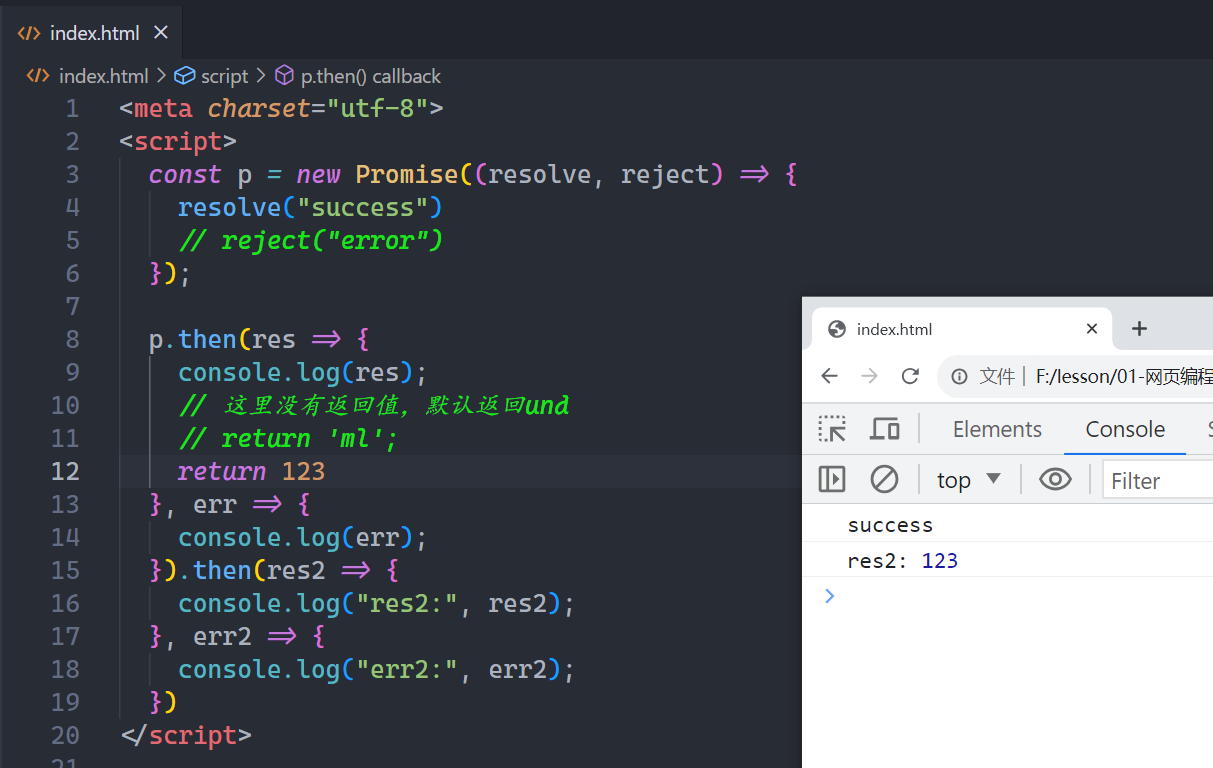 index.html
index.html > script > p.then() callback
1 <meta charset="utf-8">
2 <script>
3 const p = new Promise((resolve, reject) => {
4 resolve("success")
5 // reject("error")
6 });
7
8 p.then(res => {
9 console.log(res);
10 // 这里没有返回值，默认返回und
11 // return 'ml';
12 return 123
13 }, err => {
14 console.log(err);
15 }).then(res2 => {
16 console.log("res2:", res2);
17 }, err2 => {
18 console.log("err2:", err2);
19 })
20 </script>
21
index.html
文件 | F:/lesson/01-网页编程
Elements Console
top Filter
success
res2: 123